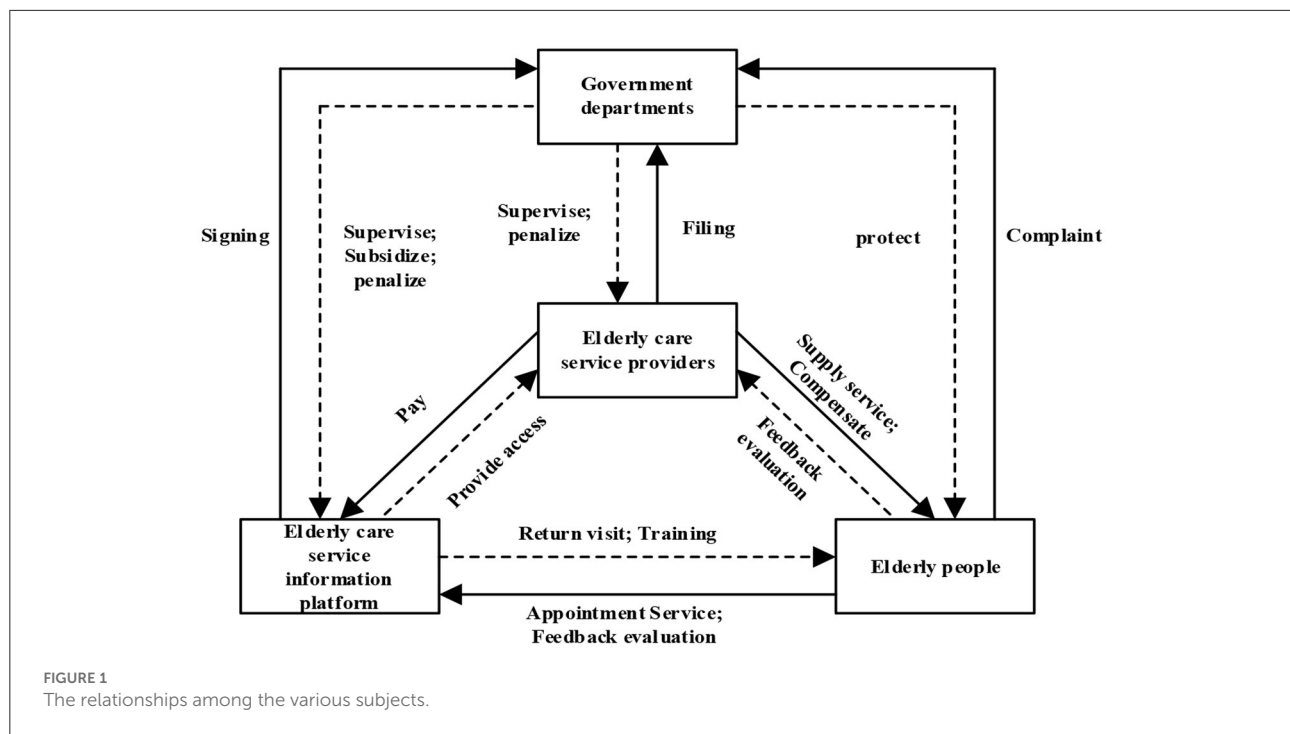 Government
departments
Signing
Supervise;
Subsidize;
penalize
Supervise;
penalize
Filing
protect
Complaint
Elderly care
service providers
Pay
Provide access
Supply service;
Compensate
Feedback
evaluation
Elderly care
service
information
platform
Return visit; Training
Elderly people
Appointment Service;
Feedback evaluation
FIGURE 1
The relationships among the various subjects.